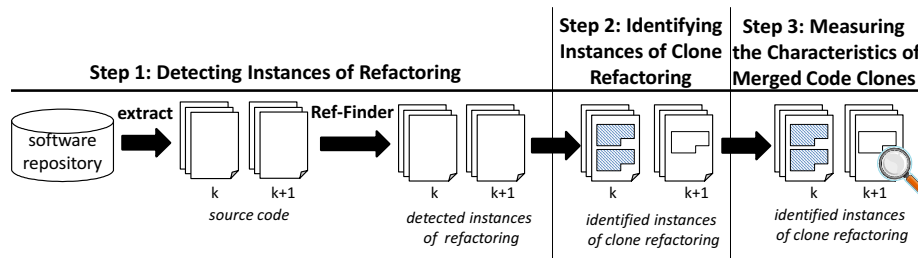 Step 1: Detecting Instances of Refactoring
Step 2: Identifying
Instances of Clone
Refactoring
Step 3: Measuring
the Characteristics of
Merged Code Clones
software
repository
extract
k
k+1
source code
Ref-Finder
k
k+1
detected instances
of refactoring
k
k+1
identified instances
of clone refactoring
k
k+1
identified instances
of clone refactoring